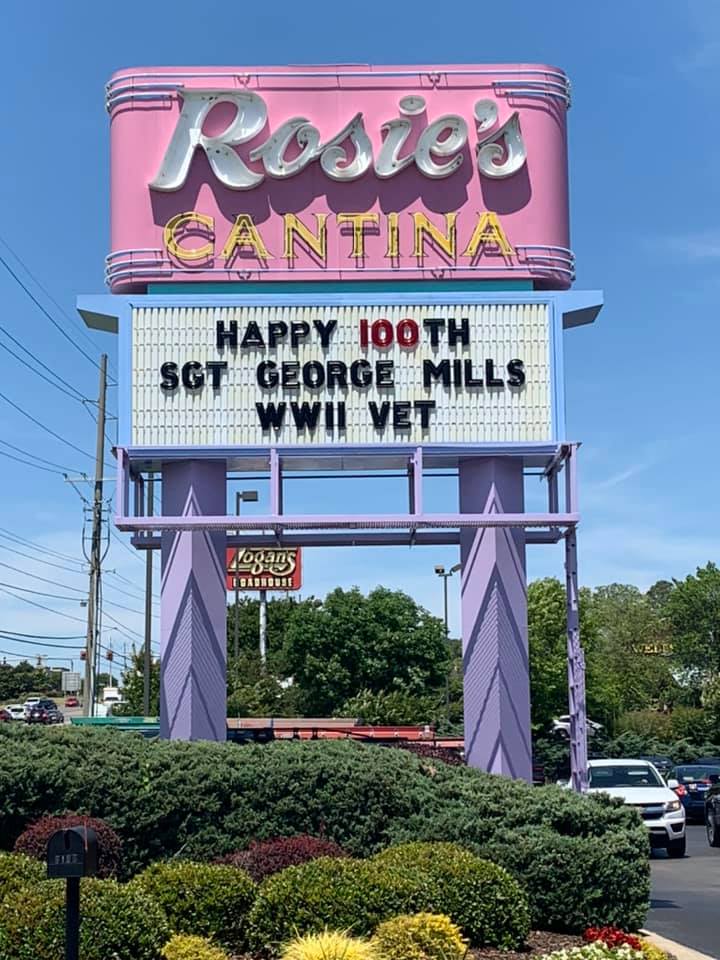 Rosie's
CANTINA
HAPPY 100TH
SGT GEORGE MILLS
WWII VET
Logan's
ROADHOUSE